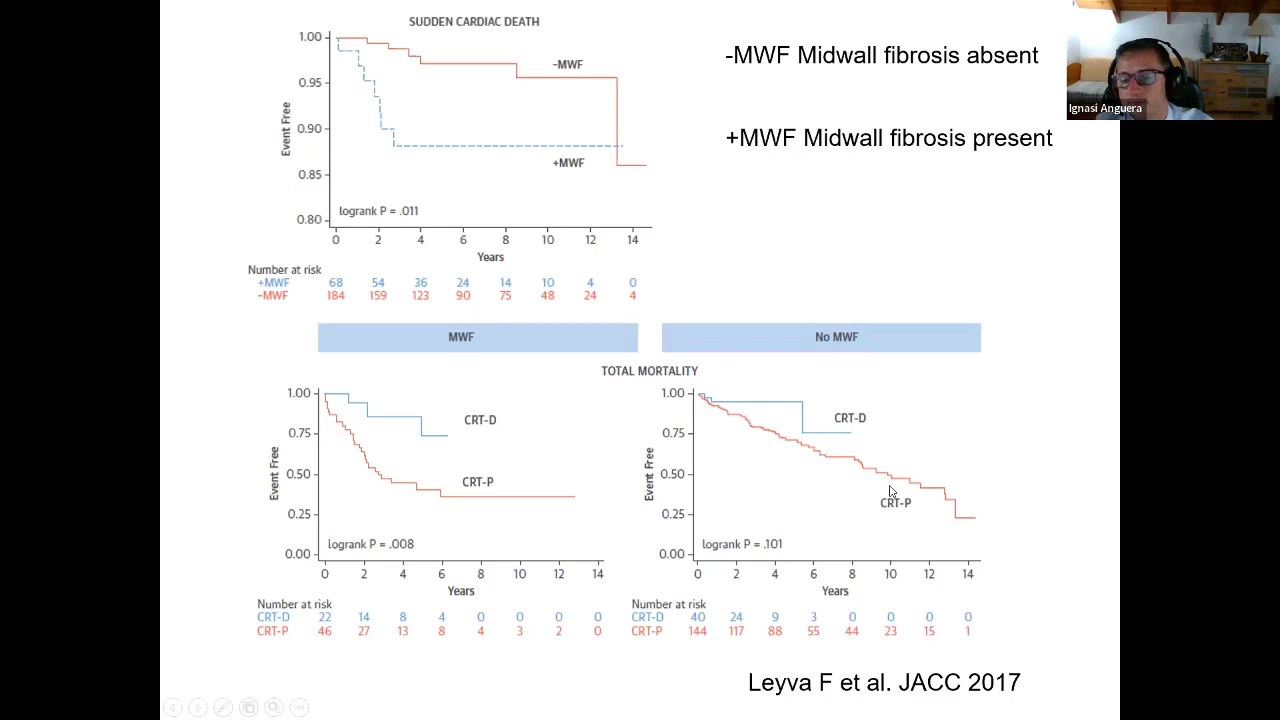 SUDDEN CARDIAC DEATH
1.00
0.95
0.90
0.85
0.80
Event Free
-MWF
+MWF
logrank P = .011
0 2 4 6 8 10 12 14
Years
Number at risk
+MWF 68 54 36 24 14 10 4 0
-MWF 184 159 123 90 75 48 24 4
-MWF Midwall fibrosis absent
+MWF Midwall fibrosis present
Ignasi Anguera
MWF
No MWF
TOTAL MORTALITY
1.00
0.75
0.50
0.25
0.00
Event Free
CRT-D
CRT-P
logrank P = .008
0 2 4 6 8 10 12 14
Years
Number at risk
CRT-D 22 14 8 4 0 0 0 0
CRT-P 46 27 13 8 4 3 2 0
1.00
0.75
0.50
0.25
0.00
Event Free
CRT-D
CRT-P
logrank P = .101
0 2 4 6 8 10 12 14
Years
Number at risk
CRT-D 40 24 9 3 0 0 0 0
CRT-P 144 117 88 55 44 23 15 1
Leyva F et al. JACC 2017